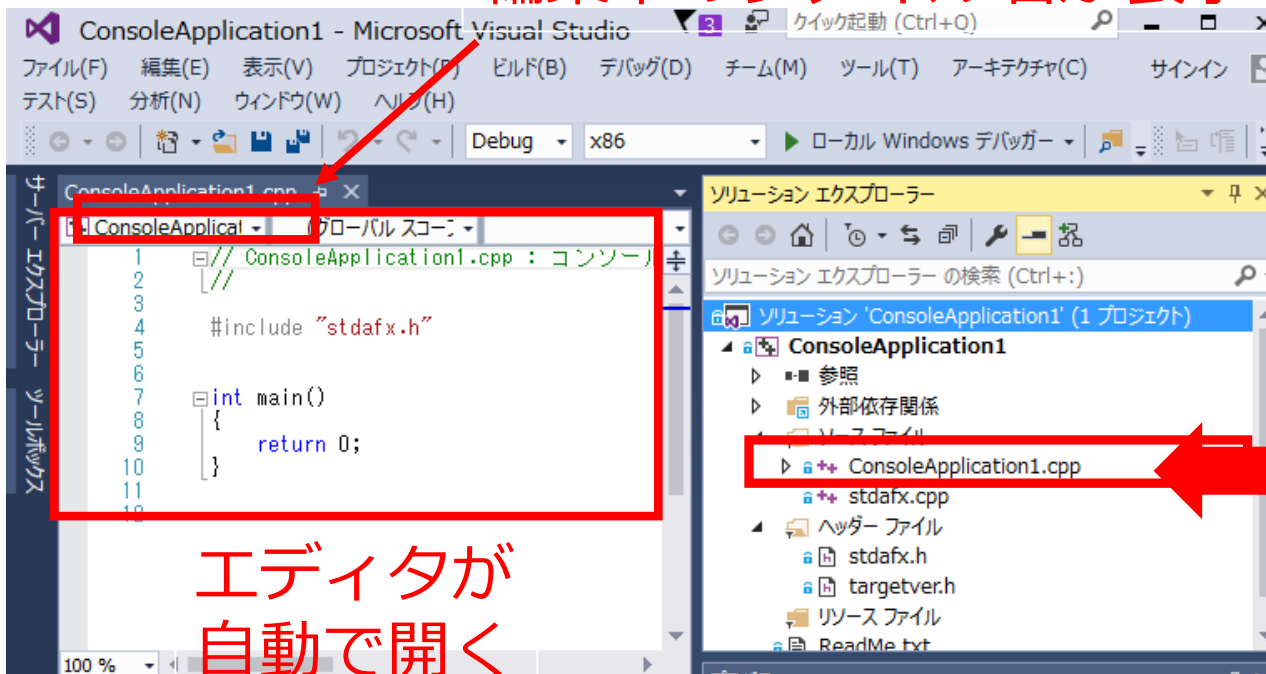 ConsoleApplication1 - Microsoft Visual Studio
3
クイック起動 (Ctrl+Q)
ファイル(F) 編集(E) 表示(V) プロジェクト(P) ビルド(B) デバッグ(D) チーム(M) ツール(T) アーキテクチャ(C) サインイン
テスト(S) 分析(N) ウィンドウ(W) ヘルプ(H)
Debug x86 ローカル Windows デバッガー
サーバー エクスプローラー
ツールボックス
ConsoleApplication1.cpp
ConsoleApplicat (グローバル スコープ
1 // ConsoleApplication1.cpp : コンソール
2 //
3
4 #include "stdafx.h"
5
6
7 int main()
8 {
9 return 0;
10 }
11
12
エディタが
自動で開く
100 %
ソリューション エクスプローラー
ソリューション エクスプローラー の検索 (Ctrl+:)
ソリューション 'ConsoleApplication1' (1 プロジェクト)
ConsoleApplication1
参照
外部依存関係
ソース ファイル
ConsoleApplication1.cpp
stdafx.cpp
ヘッダー ファイル
stdafx.h
targetver.h
リソース ファイル
ReadMe.txt